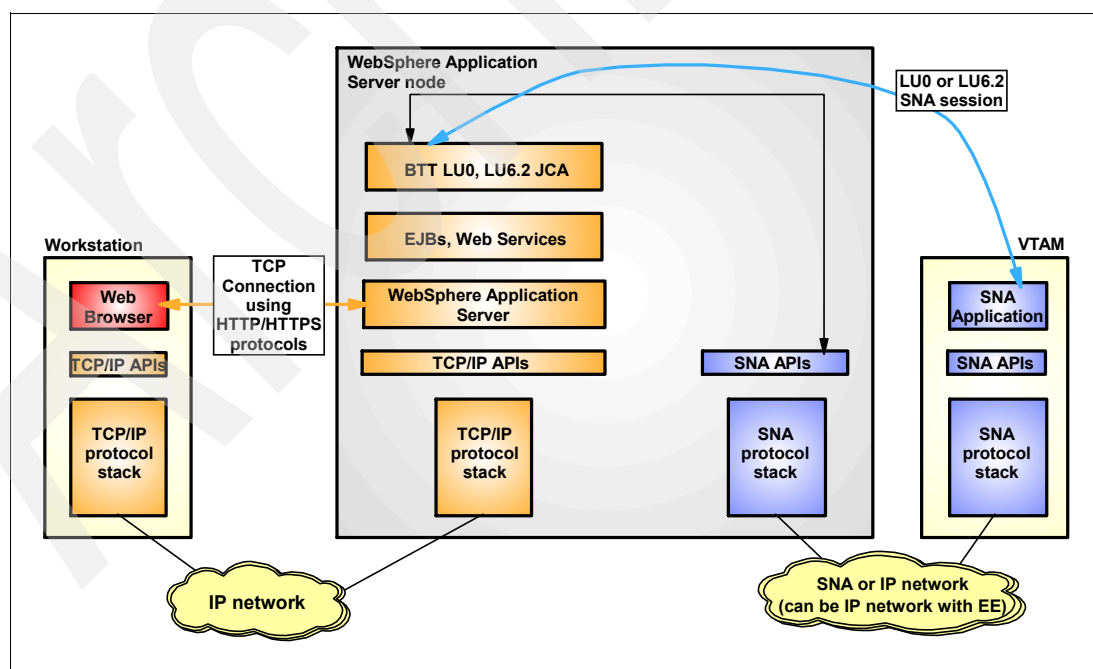 WebSphere Application
Server node
LU0 or LU6.2
SNA session
BTT LU0, LU6.2 JCA
EJBs, Web Services
Workstation
VTAM
Web
Browser
TCP
Connection
using
HTTP/HTTPS
protocols
WebSphere Application
Server
SNA
Application
TCP/IP APIs
TCP/IP APIs
SNA APIs
SNA APIs
TCP/IP
protocol
stack
TCP/IP
protocol
stack
SNA
protocol
stack
SNA
protocol
stack
IP network
SNA or IP network
(can be IP network with EE)